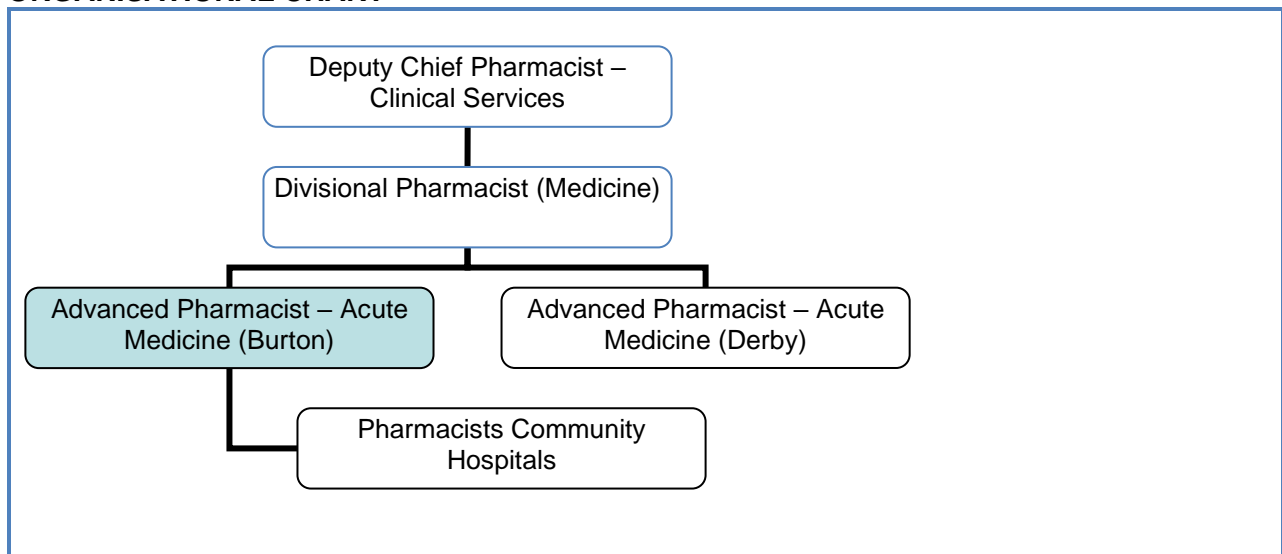 Deputy Chief Pharmacist –
Clinical Services
Divisional Pharmacist (Medicine)
Advanced Pharmacist – Acute
Medicine (Burton)
Advanced Pharmacist – Acute
Medicine (Derby)
Pharmacists Community
Hospitals